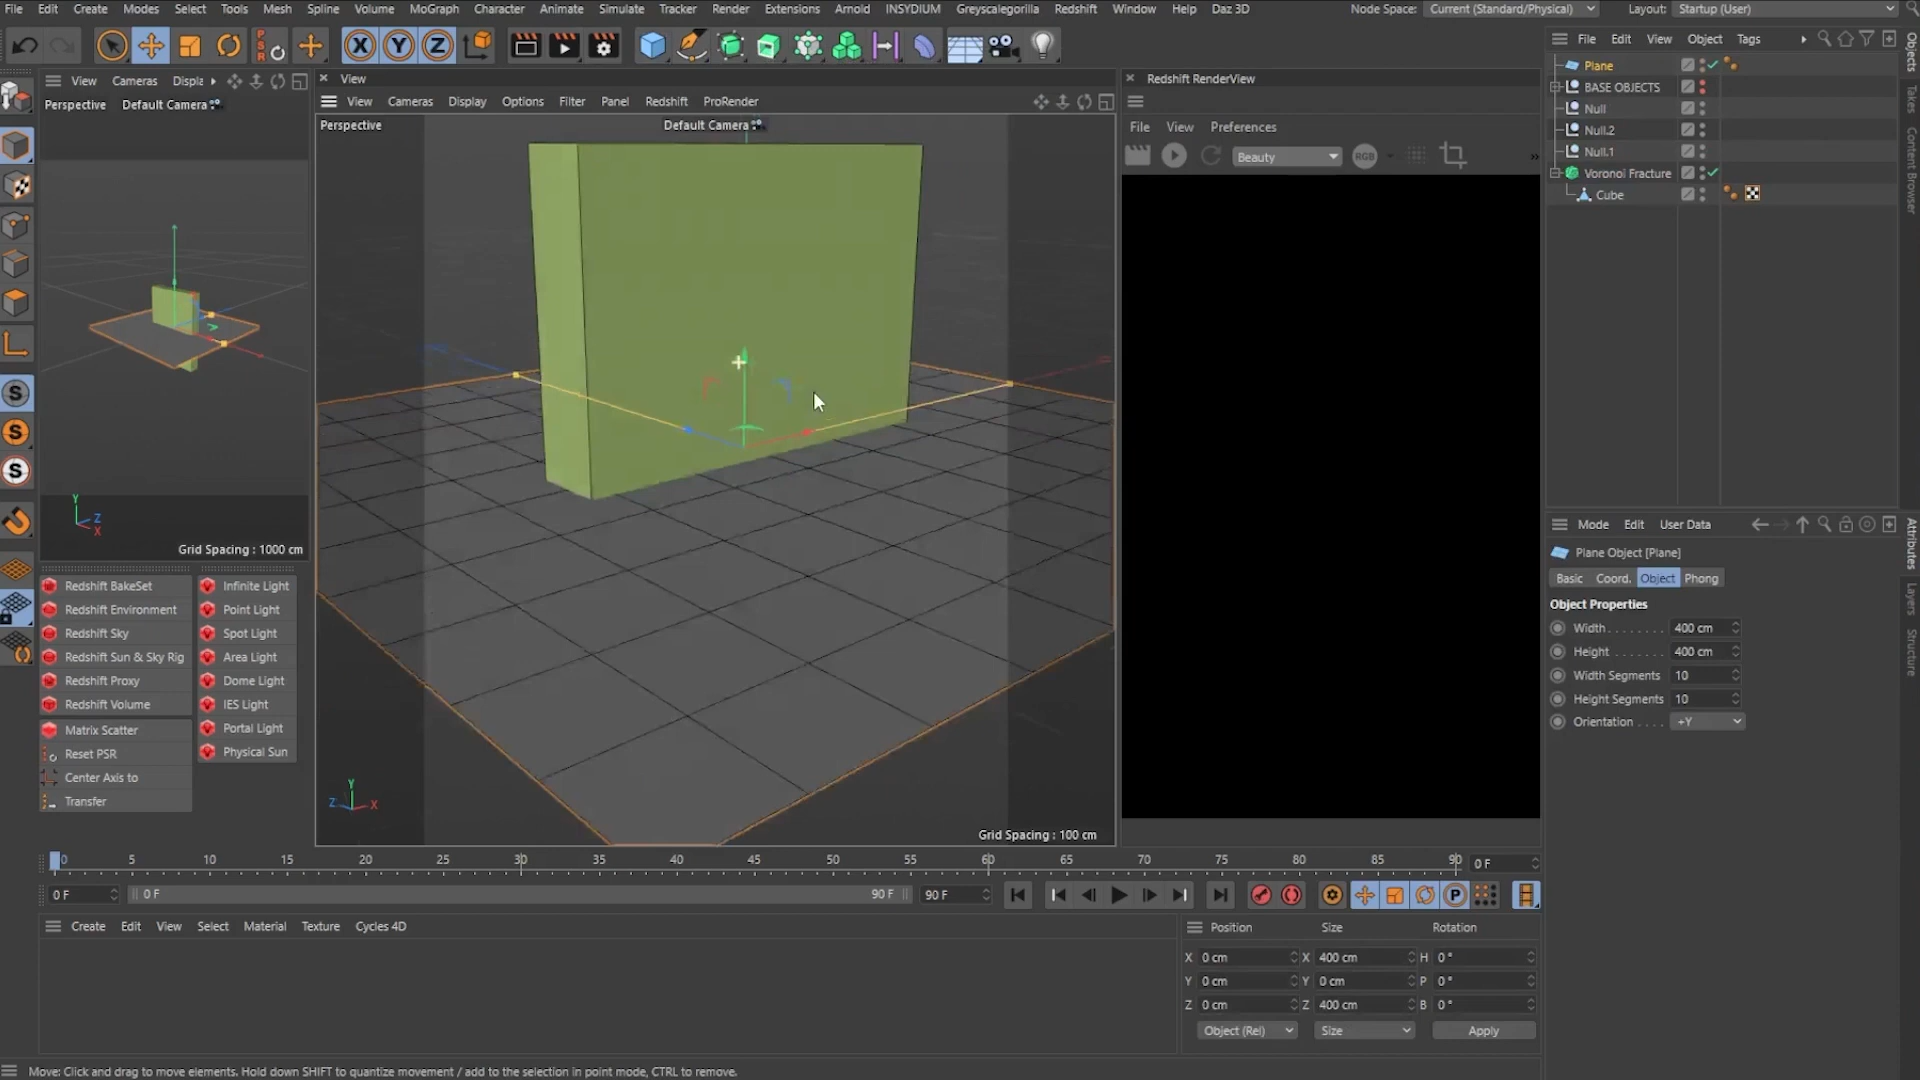 File Edit Create Modes Select Tools Mesh Spline Volume MoGraph Character Animate Simulate Tracker Render Extensions Arnold INSYDIUM Greyscalegorilla Redshift Window Help Daz 3D Node Space: Current (Standard/Physical) Layout: Startup (User)
PSR X Y Z
File Edit View Object Tags
View Cameras Displa
View
Redshift RenderView
Perspective Default Camera
View Cameras Display Options Filter Panel Redshift ProRender
Perspective Default Camera
File View Preferences
Beauty RGB
Plane
BASE OBJECTS
Null
Null.2
Null.1
Voronoi Fracture
Cube
Objects
Takes
Content Browser
S
S
S
Y
Z
X
Grid Spacing : 1000 cm
Redshift BakeSet
Redshift Environment
Redshift Sky
Redshift Sun & Sky Rig
Redshift Proxy
Redshift Volume
Matrix Scatter
Reset PSR
Center Axis to
Transfer
Infinite Light
Point Light
Spot Light
Area Light
Dome Light
IES Light
Portal Light
Physical Sun
Y
Z X
Grid Spacing : 100 cm
Mode Edit User Data
Plane Object [Plane]
Basic Coord. Object Phong
Object Properties
Width 400 cm
Height 400 cm
Width Segments 10
Height Segments 10
Orientation +Y
Attributes
Layers
Structure
0 5 10 15 20 25 30 35 40 45 50 55 60 65 70 75 80 85 90 0 F
0 F 0 F 90 F 90 F P
Create Edit View Select Material Texture Cycles 4D
Position Size Rotation
X 0 cm X 400 cm H 0 °
Y 0 cm Y 0 cm P 0 °
Z 0 cm Z 400 cm B 0 °
Object (Rel) Size Apply
Move: Click and drag to move elements. Hold down SHIFT to quantize movement / add to the selection in point mode, CTRL to remove.